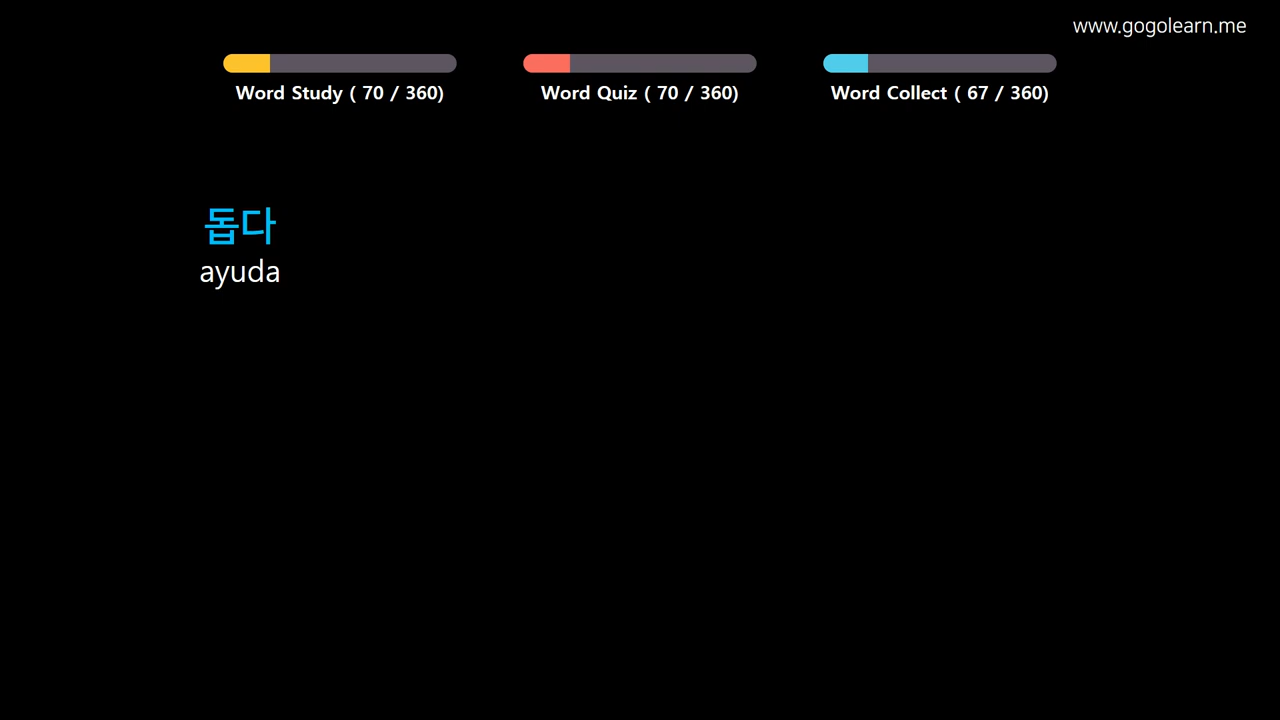 www.gogolearn.me
Word Study ( 70 / 360)
Word Quiz ( 70 / 360)
Word Collect ( 67 / 360)
돕다
ayuda